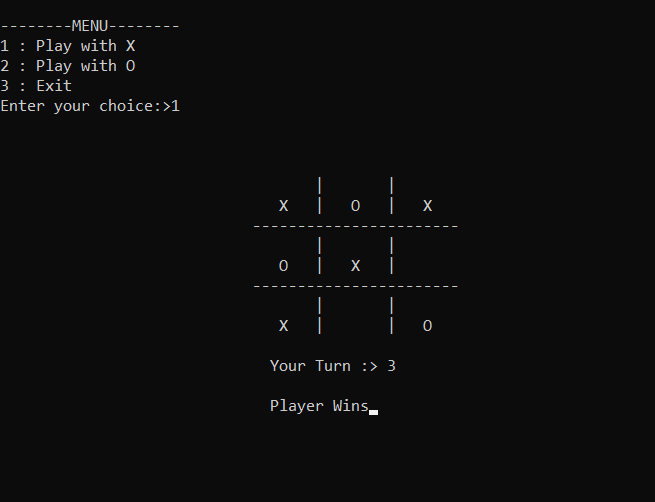 --------MENU--------
1 : Play with X
2 : Play with O
3 : Exit
Enter your choice:>1
| |
X | O | X
-----------------------
| |
O | X |
-----------------------
| |
X | | O
Your Turn :> 3
Player Wins